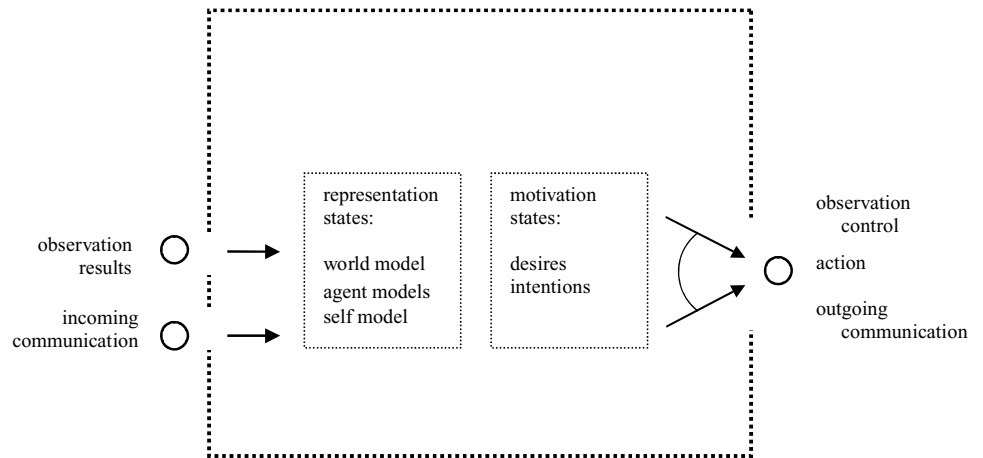 observation
results
incoming
communication
representation
states:
world model
agent models
self model
motivation
states:
desires
intentions
observation
control
action
outgoing
communication